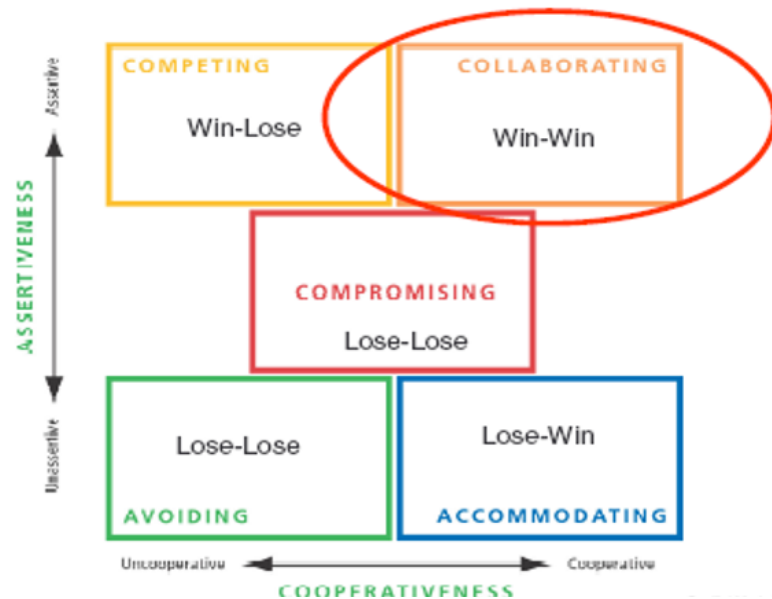 COMPETING
Win-Lose
COLLABORATING
Win-Win
COMPROMISING
Lose-Lose
Lose-Lose
AVOIDING
Lose-Win
ACCOMMODATING
Assertive
ASSERTIVENESS
Unassertive
Uncooperative
Cooperative
COOPERATIVENESS